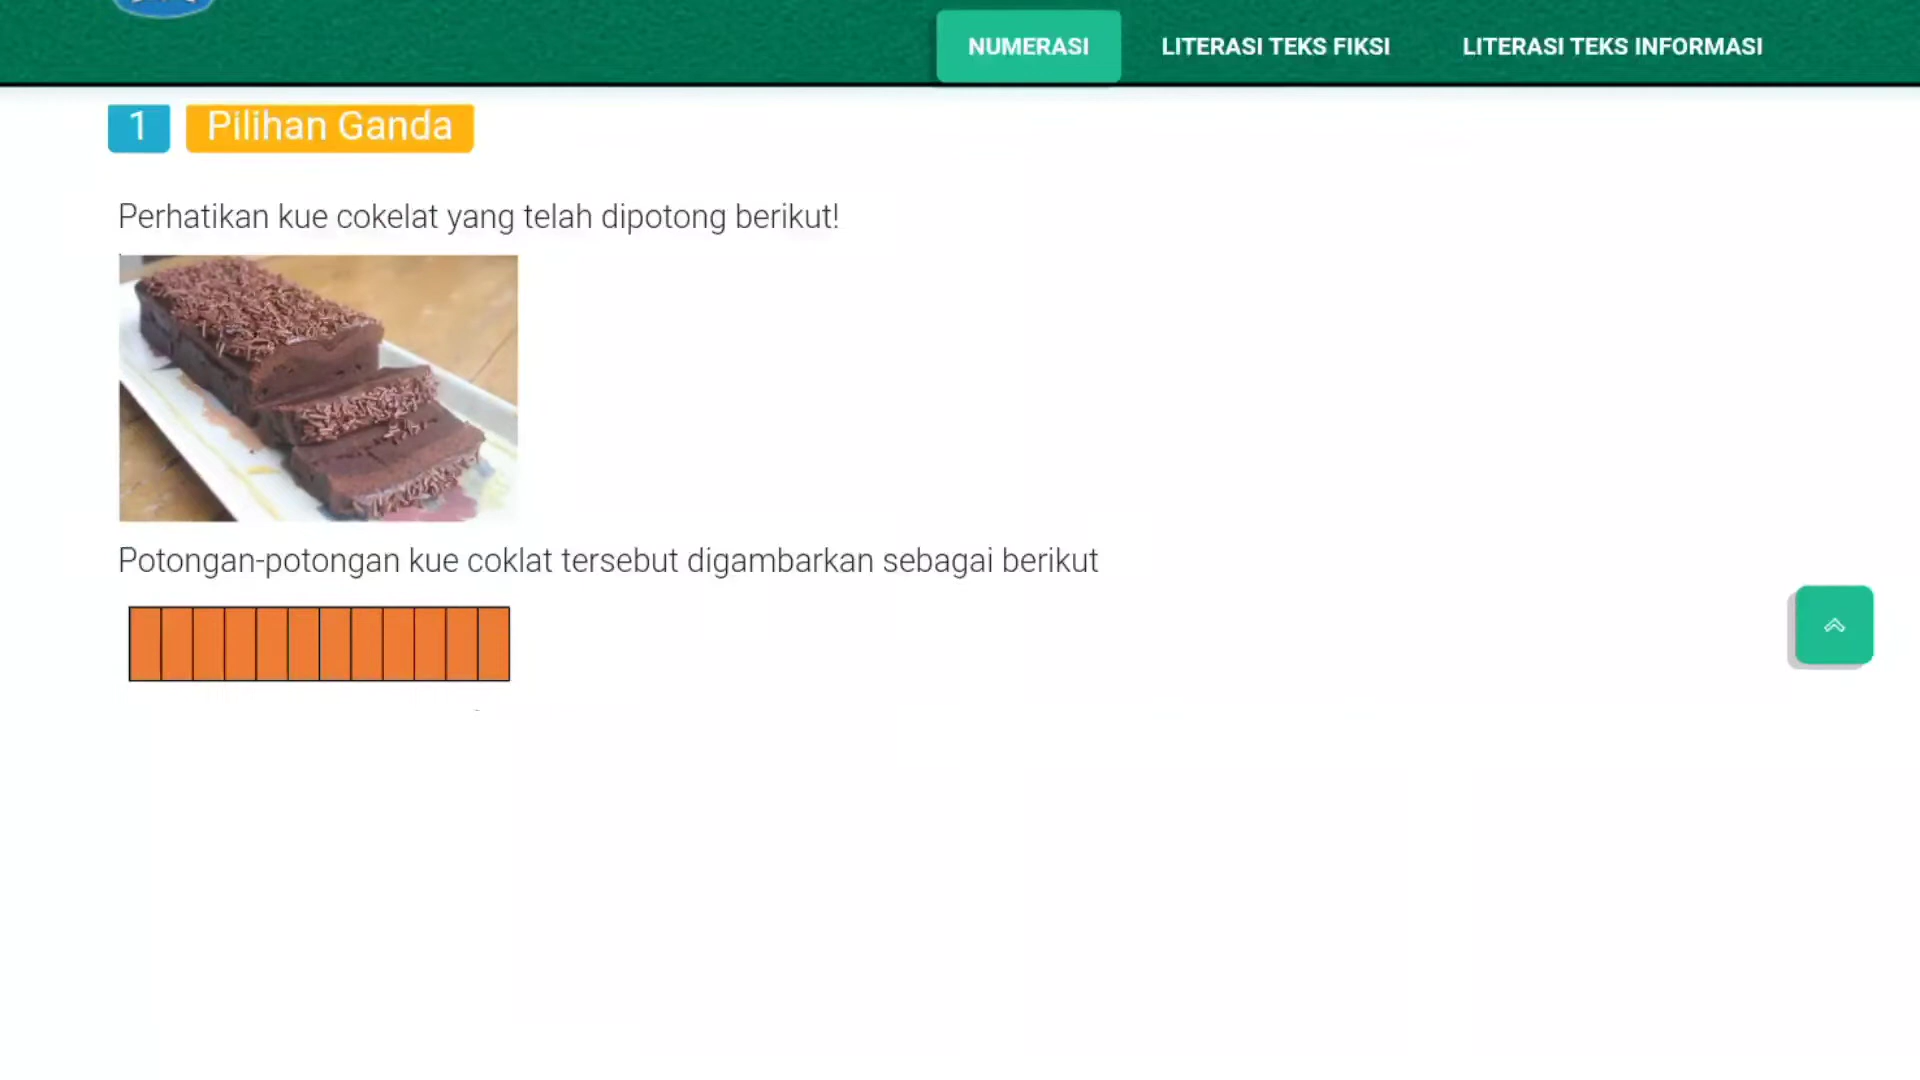 NUMERASI LITERASI TEKS FIKSI LITERASI TEKS INFORMASI
1 Pilihan Ganda
Perhatikan kue cokelat yang telah dipotong berikut!
Potongan-potongan kue coklat tersebut digambarkan sebagai berikut